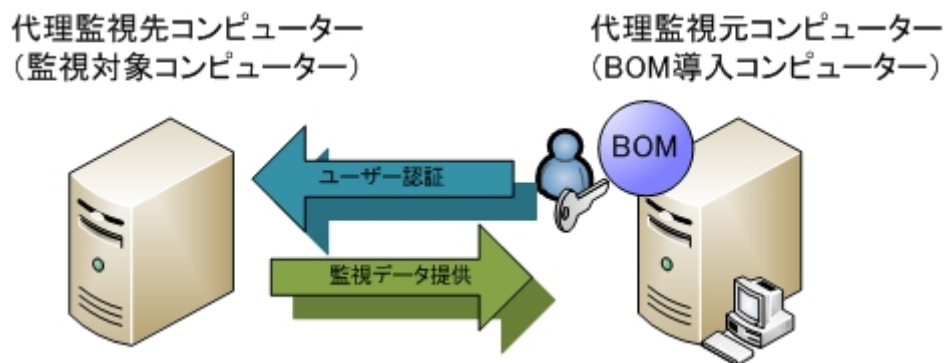 代理監視先コンピューター
（監視対象コンピューター）
代理監視元コンピューター
（BOM導入コンピューター）
BOM
ユーザー認証
監視データ提供